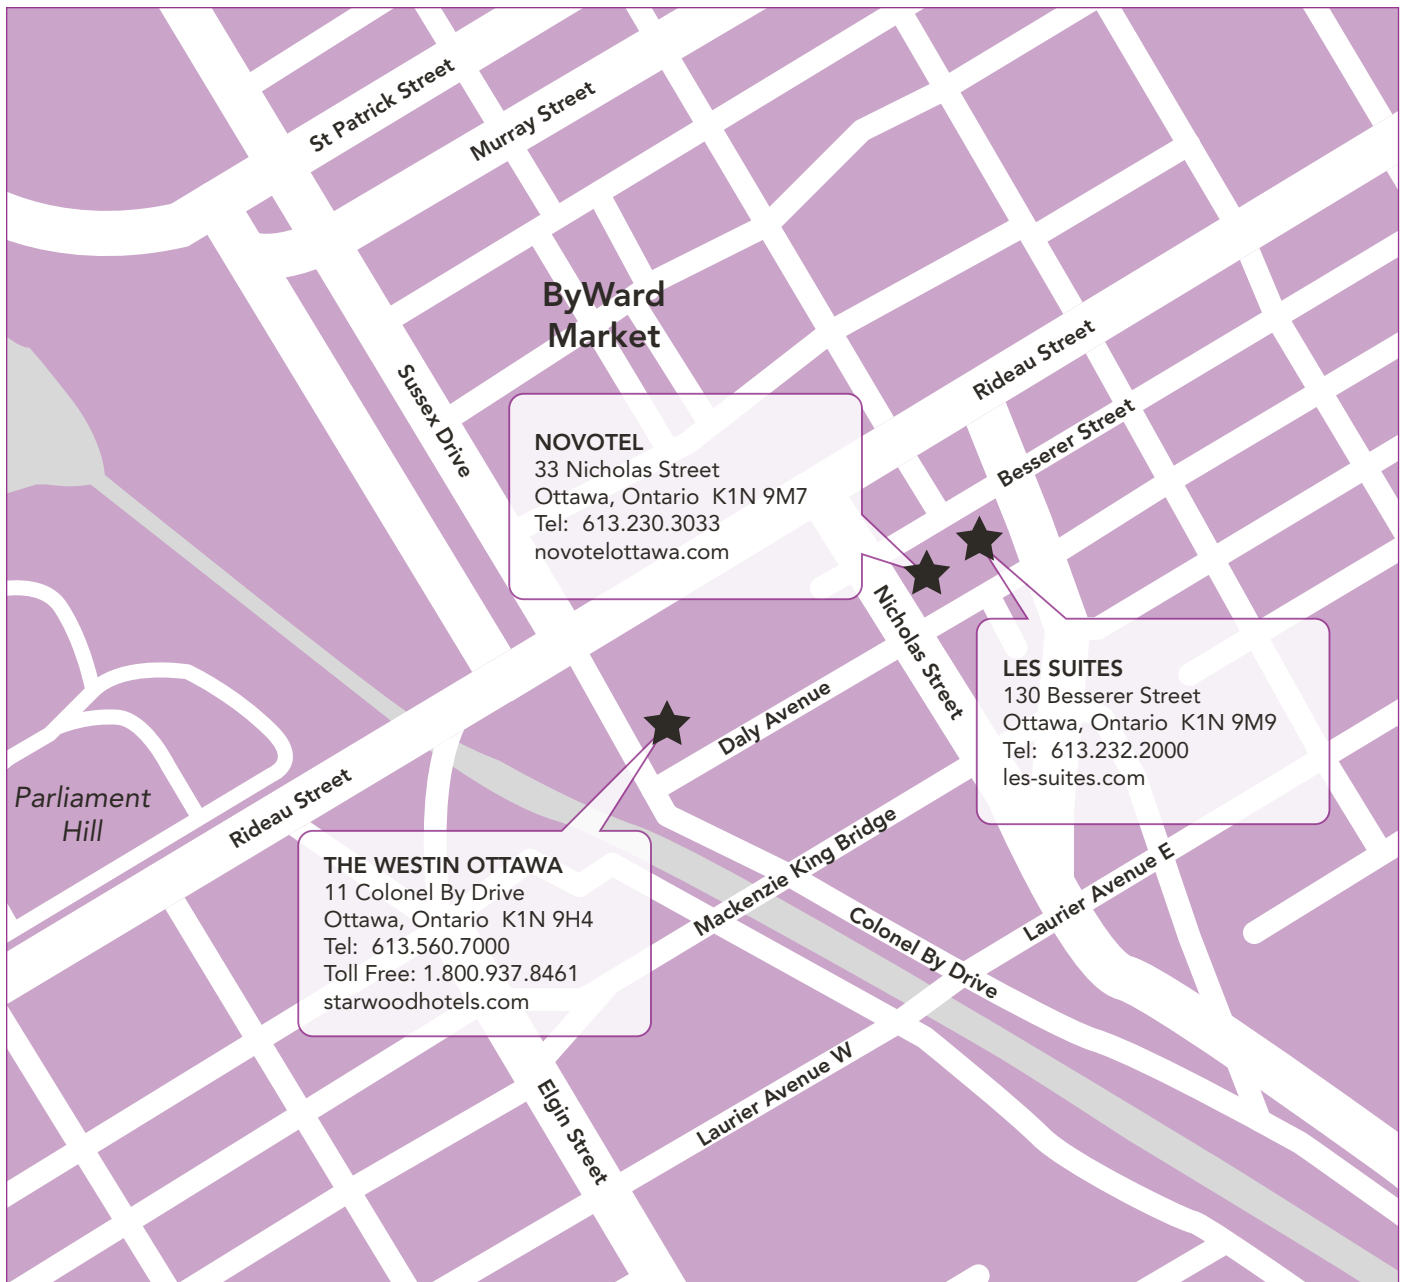 St Patrick Street
Murray Street
ByWard
Market
Sussex Drive
Rideau Street
Besserer Street
NOVOTEL
33 Nicholas Street
Ottawa, Ontario  K1N 9M7
Tel:  613.230.3033
novotelottawa.com
Nicholas Street
LES SUITES
130 Besserer Street
Ottawa, Ontario  K1N 9M9
Tel:  613.232.2000
les-suites.com
Daly Avenue
Parliament
Hill
Rideau Street
THE WESTIN OTTAWA
11 Colonel By Drive
Ottawa, Ontario  K1N 9H4
Tel:  613.560.7000
Toll Free: 1.800.937.8461
starwoodhotels.com
Mackenzie King Bridge
Laurier Avenue E
Colonel By Drive
Laurier Avenue W
Elgin Street